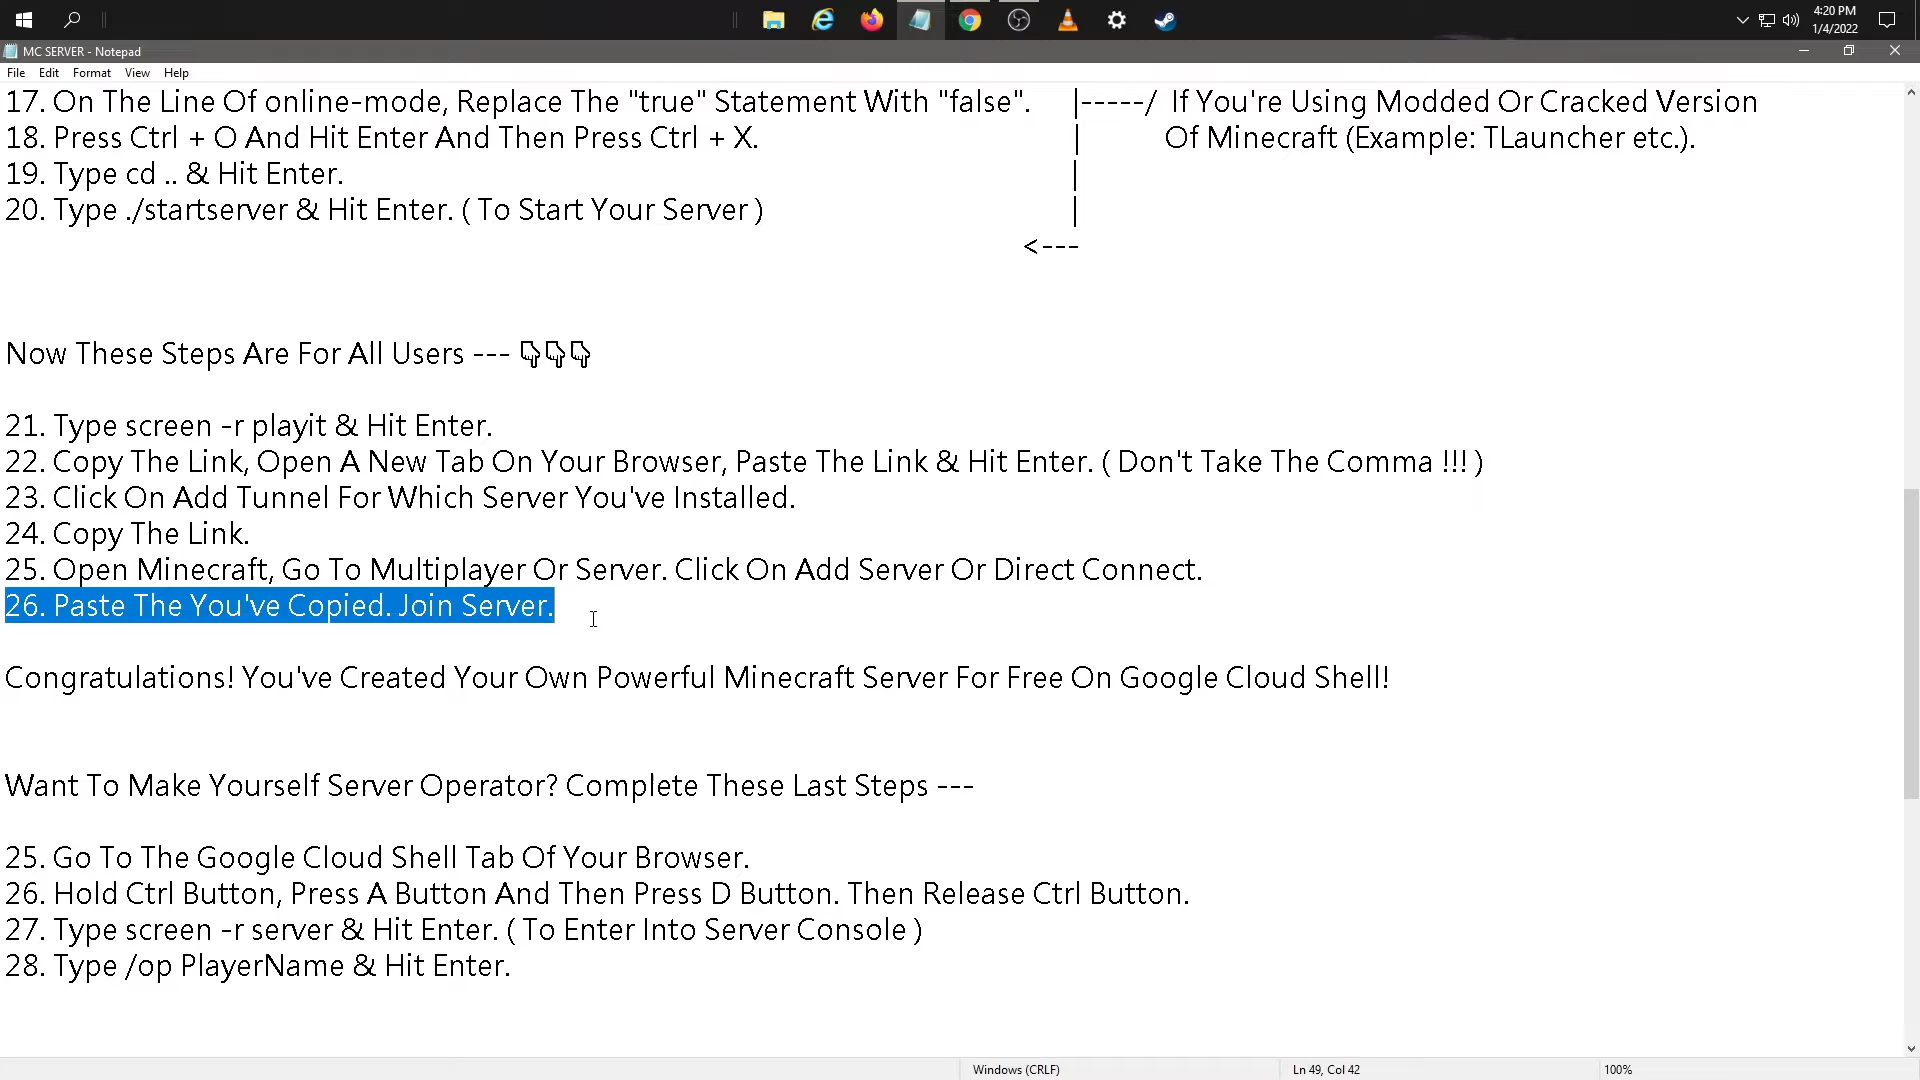 4:20 PM
1/4/2022
MC SERVER - Notepad
File Edit Format View Help
17. On The Line Of online-mode, Replace The "true" Statement With "false". |-----/ If You're Using Modded Or Cracked Version
18. Press Ctrl + O And Hit Enter And Then Press Ctrl + X. | Of Minecraft (Example: TLauncher etc.).
19. Type cd .. & Hit Enter. |
20. Type ./startserver & Hit Enter. ( To Start Your Server ) |
<---
Now These Steps Are For All Users --- 👇👇👇
21. Type screen -r playit & Hit Enter.
22. Copy The Link, Open A New Tab On Your Browser, Paste The Link & Hit Enter. ( Don't Take The Comma !!! )
23. Click On Add Tunnel For Which Server You've Installed.
24. Copy The Link.
25. Open Minecraft, Go To Multiplayer Or Server. Click On Add Server Or Direct Connect.
26. Paste The You've Copied. Join Server.
Congratulations! You've Created Your Own Powerful Minecraft Server For Free On Google Cloud Shell!
Want To Make Yourself Server Operator? Complete These Last Steps ---
25. Go To The Google Cloud Shell Tab Of Your Browser.
26. Hold Ctrl Button, Press A Button And Then Press D Button. Then Release Ctrl Button.
27. Type screen -r server & Hit Enter. ( To Enter Into Server Console )
28. Type /op PlayerName & Hit Enter.
Windows (CRLF) Ln 49, Col 42 100%